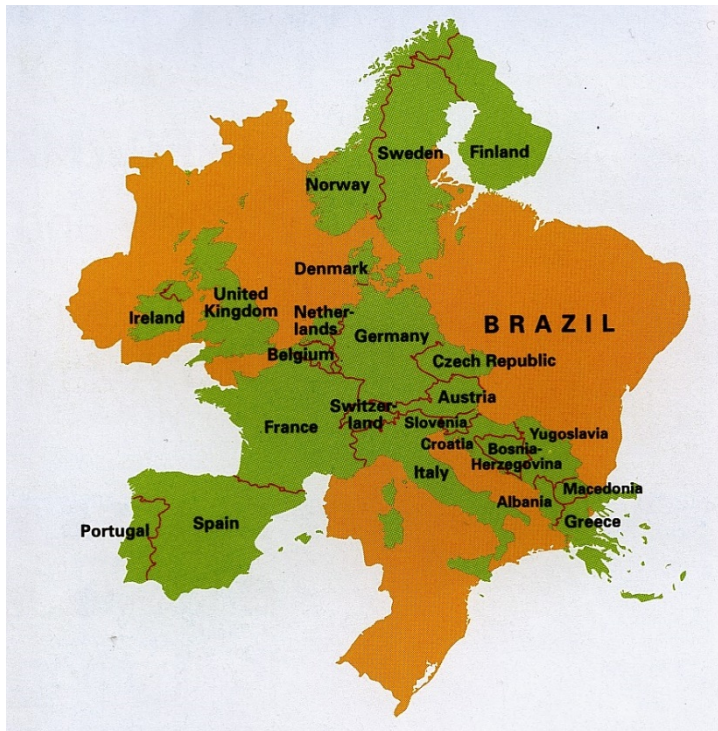 Sweden
Finland
Norway
Denmark
United
Kingdom
Ireland
Nether-
lands
BRAZIL
Germany
Belgium
Czech Republic
Austria
Switzer-
land
France
Slovenia
Croatia
Yugoslavia
Bosnia-
Herzegovina
Italy
Macedonia
Albania
Greece
Portugal
Spain